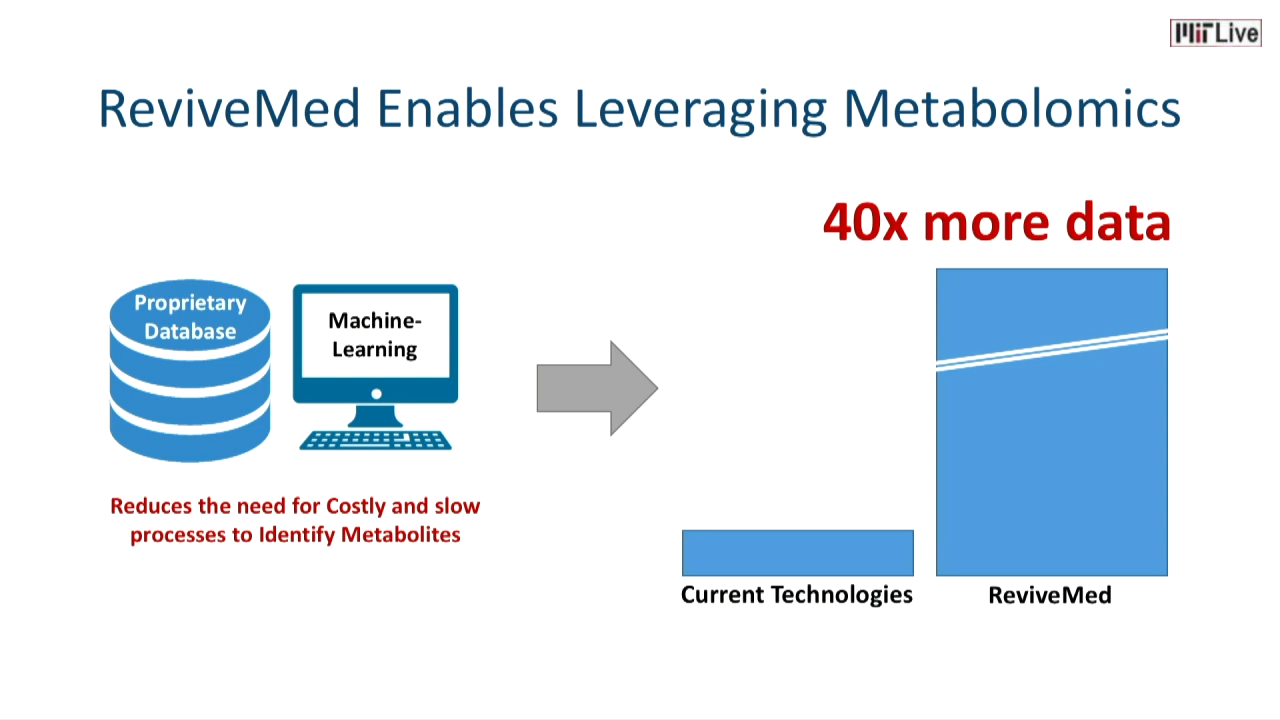 MIT Live
ReviveMed Enables Leveraging Metabolomics
40x more data
Proprietary
Database
Machine-
Learning
Reduces the need for Costly and slow
processes to Identify Metabolites
Current Technologies
ReviveMed